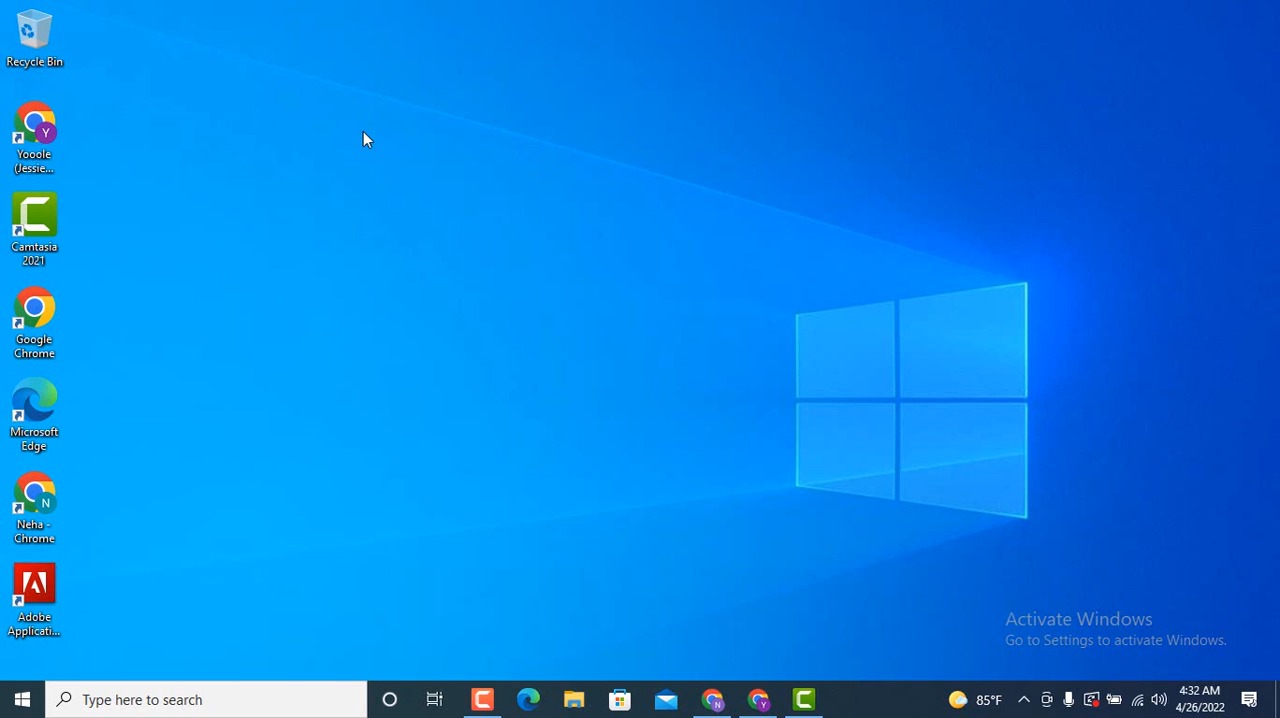 Recycle Bin
Y
Yooole
(Jessie...
Camtasia
2021
Google
Chrome
Microsoft
Edge
N
Neha -
Chrome
Adobe
Applicati...
Activate Windows
Go to Settings to activate Windows.
Type here to search
N
Y
85°F
4:32 AM
4/26/2022